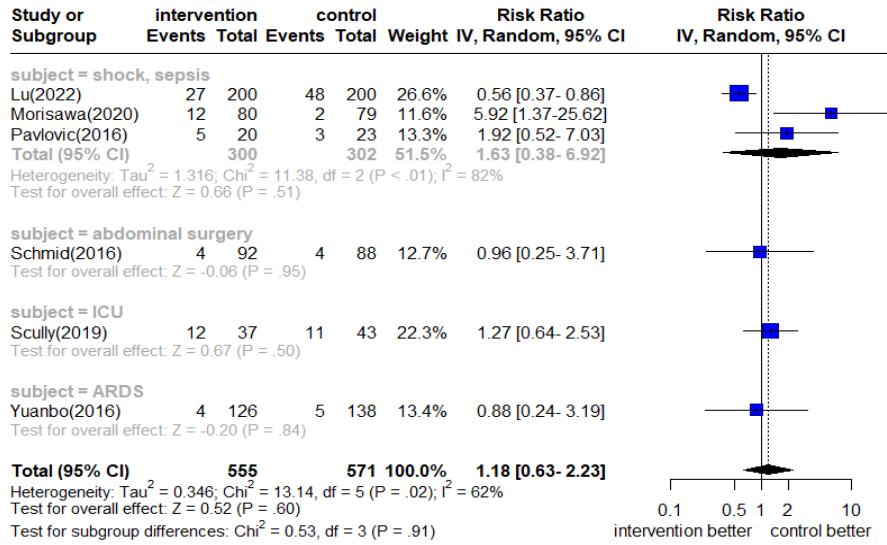 Study or intervention control Risk Ratio Risk Ratio
Subgroup Events Total Events Total Weight IV, Random, 95% CI IV, Random, 95% CI
subject = shock, sepsis
Lu(2022) 27 200 48 200 26.6% 0.56 [0.37- 0.86]
Morisawa(2020) 12 80 2 79 11.6% 5.92 [1.37-25.62]
Pavlovic(2016) 5 20 3 23 13.3% 1.92 [0.52- 7.03]
Total (95% CI) 300 302 51.5% 1.63 [0.38- 6.92]
Heterogeneity: Tau² = 1.316; Chi² = 11.38, df = 2 (P < .01); I² = 82%
Test for overall effect: Z = 0.66 (P = .51)
subject = abdominal surgery
Schmid(2016) 4 92 4 88 12.7% 0.96 [0.25- 3.71]
Test for overall effect: Z = -0.06 (P = .95)
subject = ICU
Scully(2019) 12 37 11 43 22.3% 1.27 [0.64- 2.53]
Test for overall effect: Z = 0.67 (P = .50)
subject = ARDS
Yuanbo(2016) 4 126 5 138 13.4% 0.88 [0.24- 3.19]
Test for overall effect: Z = -0.20 (P = .84)
Total (95% CI) 555 571 100.0% 1.18 [0.63- 2.23]
Heterogeneity: Tau² = 0.346; Chi² = 13.14, df = 5 (P = .02); I² = 62%
Test for overall effect: Z = 0.52 (P = .60)
Test for subgroup differences: Chi² = 0.53, df = 3 (P = .91)
0.1 0.5 1 2 10
intervention better control better